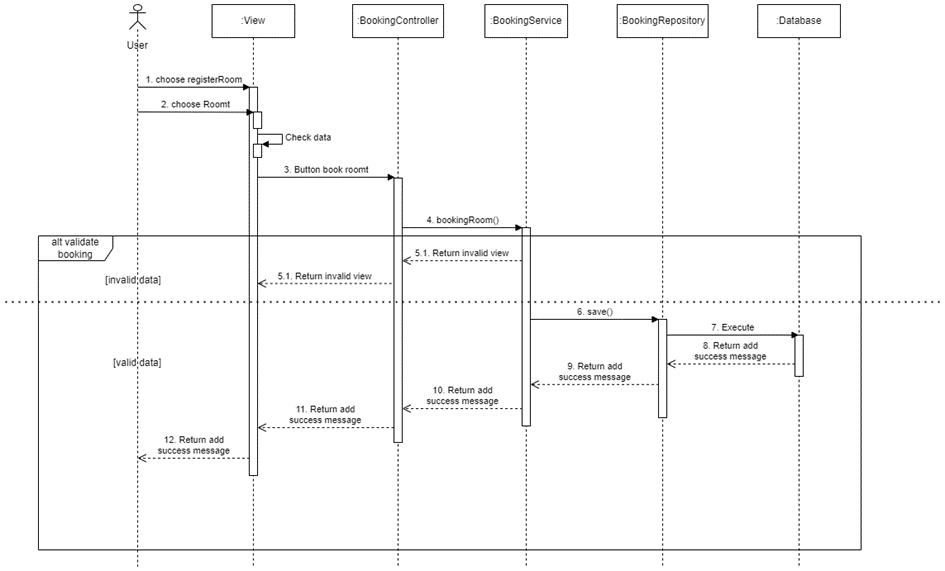 :View
:BookingController
:BookingService
:BookingRepository
:Database
User
1. choose registerRoom
2. choose Roomt
Check data
3. Button book roomt
4. bookingRoom()
alt validate
booking
5.1. Return invalid view
5.1. Return invalid view
[invalid data]
6. save()
7. Execute
8. Return add
success message
[valid data]
9. Return add
success message
10. Return add
success message
11. Return add
success message
12. Return add
success message